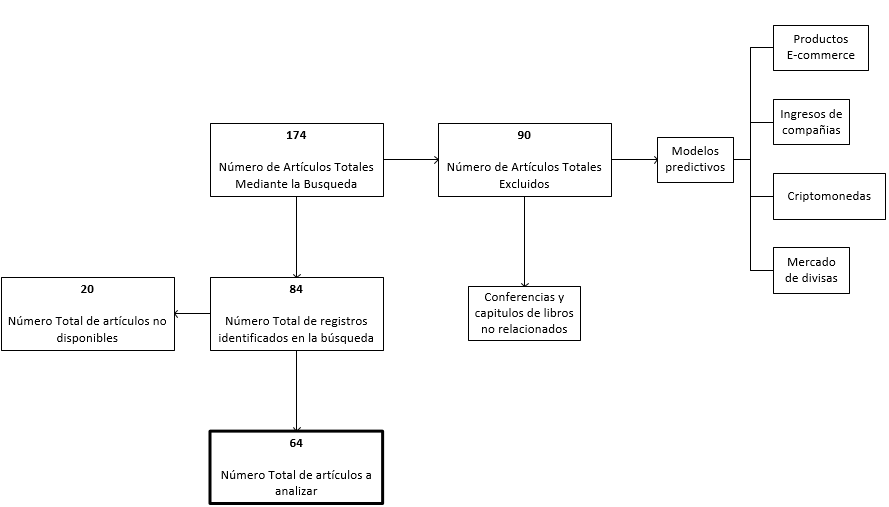 Productos
E-commerce
174
Número de Artículos Totales
Mediante la Busqueda
90
Número de Artículos Totales
Excluidos
Modelos
predictivos
Ingresos de
compañias
Criptomonedas
Mercado
de divisas
20
Número Total de artículos no
disponibles
84
Número Total de registros
identificados en la búsqueda
Conferencias y
capitulos de libros
no relacionados
64
Número Total de artículos a
analizar